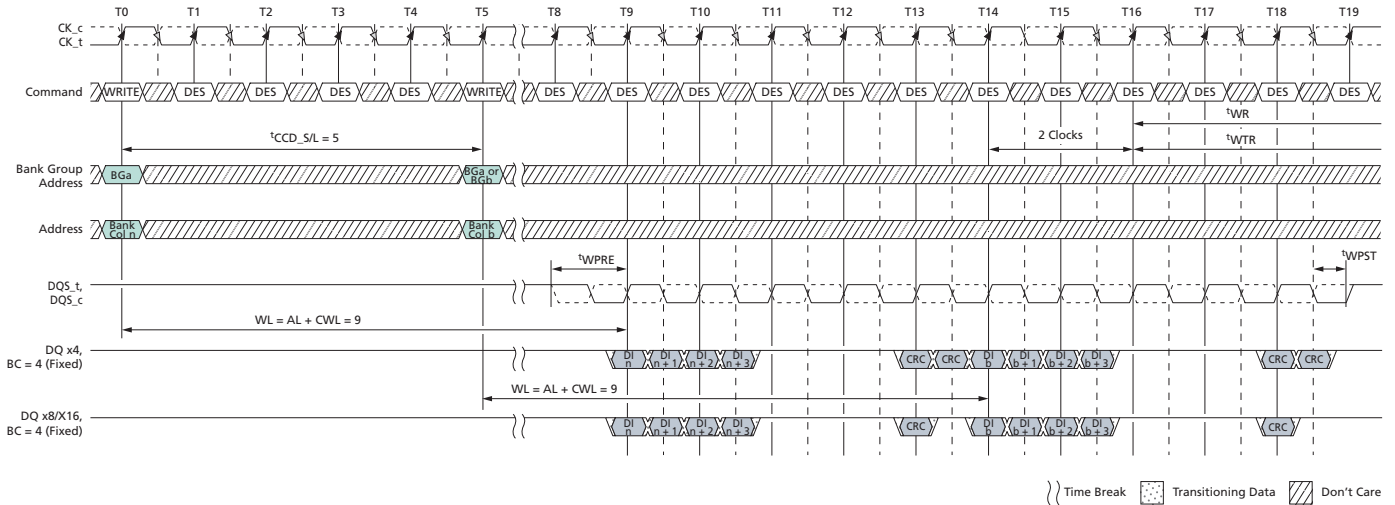 T0 T1 T2 T3 T4 T5 T8 T9 T10 T11 T12 T13 T14 T15 T16 T17 T18 T19
CK_c
CK_t
Command WRITE DES DES DES DES WRITE DES DES DES DES DES DES DES DES DES DES DES DES
tWR
tCCD_S/L = 5 2 Clocks tWTR
Bank Group
Address
BGa BGa or
BGb
Address Bank
Col n
Bank
Col b
tWPRE tWPST
DQS_t,
DQS_c
WL = AL + CWL = 9
DQ x4,
BC = 4 (Fixed)
DI
n
DI
n + 1
DI
n + 2
DI
n + 3
CRC CRC DI
b
DI
b + 1
DI
b + 2
DI
b + 3
CRC CRC
WL = AL + CWL = 9
DQ x8/X16,
BC = 4 (Fixed)
DI
n
DI
n + 1
DI
n + 2
DI
n + 3
CRC DI
b
DI
b + 1
DI
b + 2
DI
b + 3
CRC
Time Break Transitioning Data Don't Care